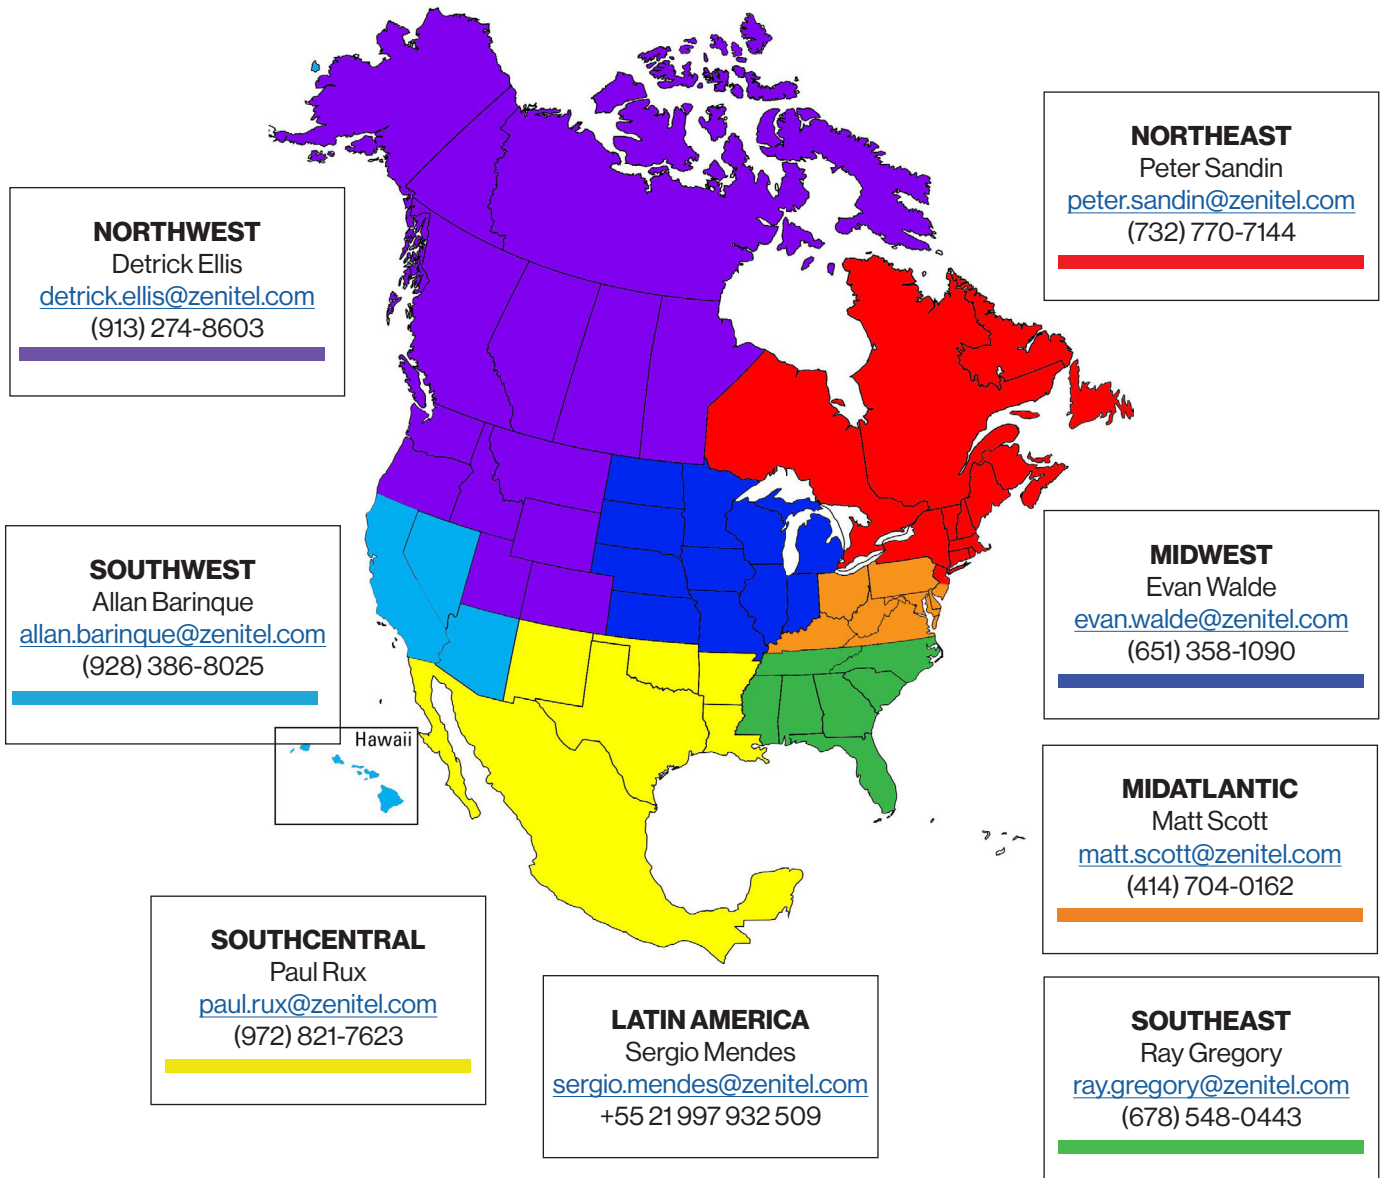 NORTHEAST
Peter Sandin
peter.sandin@zenitel.com
(732) 770-7144
NORTHWEST
Detrick Ellis
detrick.ellis@zenitel.com
(913) 274-8603
SOUTHWEST
Allan Barinque
allan.barinque@zenitel.com
(928) 386-8025
MIDWEST
Evan Walde
evan.walde@zenitel.com
(651) 358-1090
Hawaii
MIDATLANTIC
Matt Scott
matt.scott@zenitel.com
(414) 704-0162
SOUTHCENTRAL
Paul Rux
paul.rux@zenitel.com
(972) 821-7623
LATIN AMERICA
Sergio Mendes
sergio.mendes@zenitel.com
+55 21 997 932 509
SOUTHEAST
Ray Gregory
ray.gregory@zenitel.com
(678) 548-0443